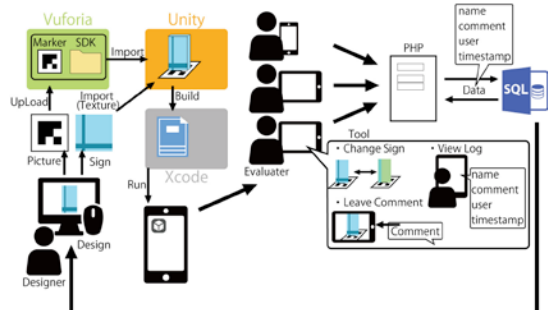 Vuforia
Marker
SDK
Import
UpLoad
Import
(Texture)
Picture
Sign
Design
Designer
Unity
Build
Xcode
Run
Evaluater
PHP
name
comment
user
timestamp
Data
SQL
Tool
・Change Sign
・View Log
name
comment
user
timestamp
・Leave Comment
Comment